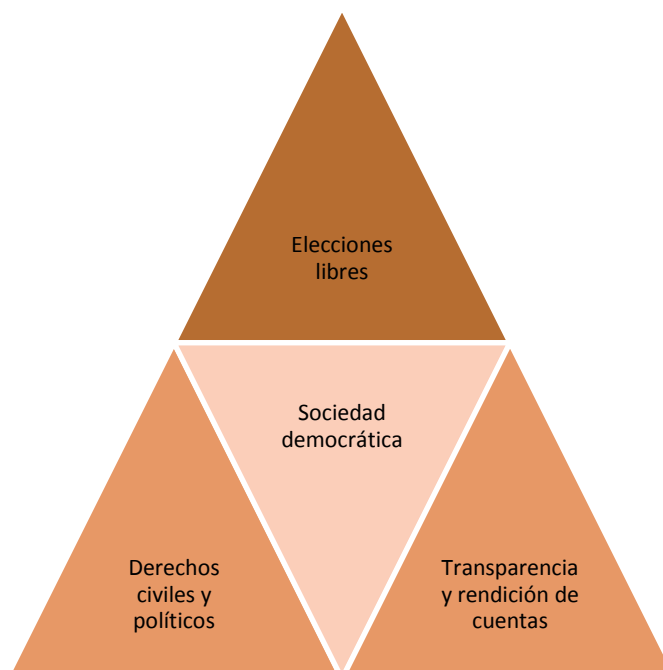 Elecciones
libres
Sociedad
democrática
Derechos
civiles y
políticos
Transparencia
y rendición de
cuentas